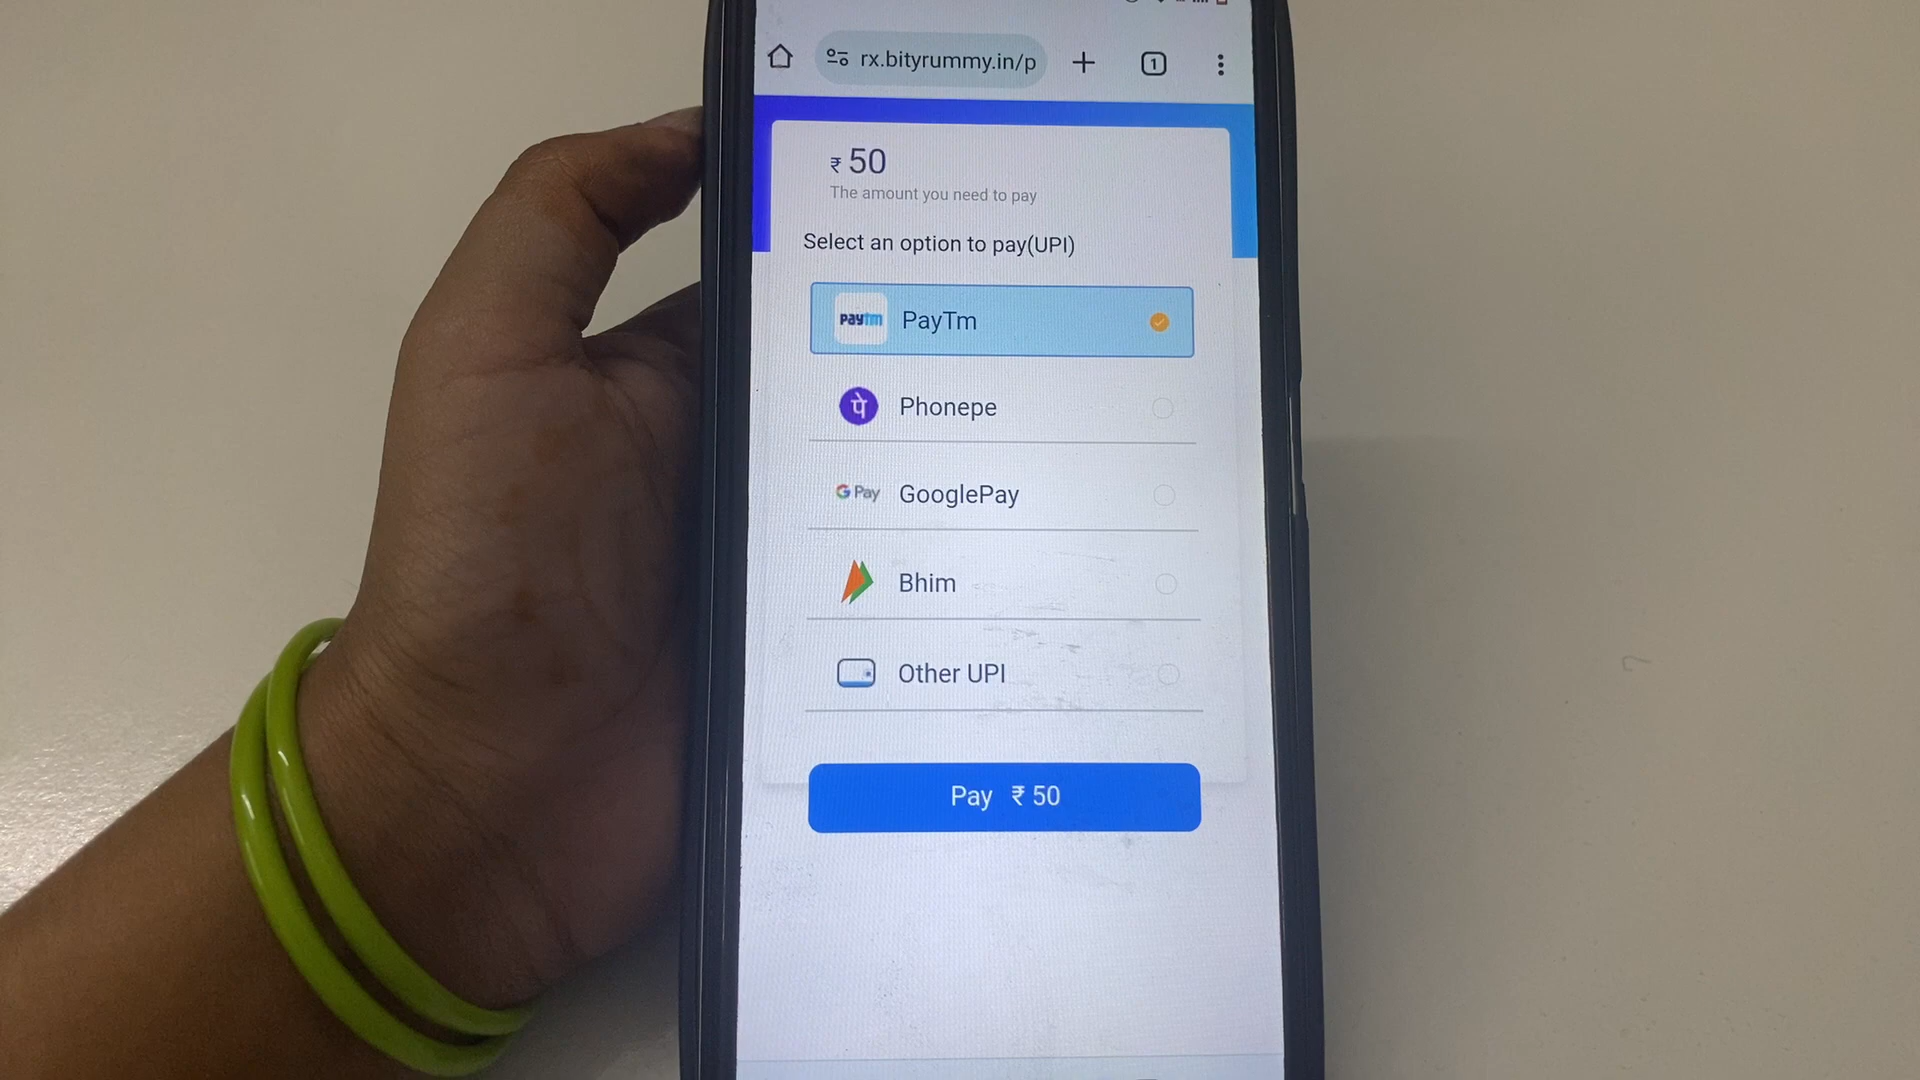 rx.bityrummy.in/p
1
₹ 50
The amount you need to pay
Select an option to pay(UPI)
paytm PayTm
पे Phonepe
G Pay GooglePay
Bhim
Other UPI
Pay ₹ 50